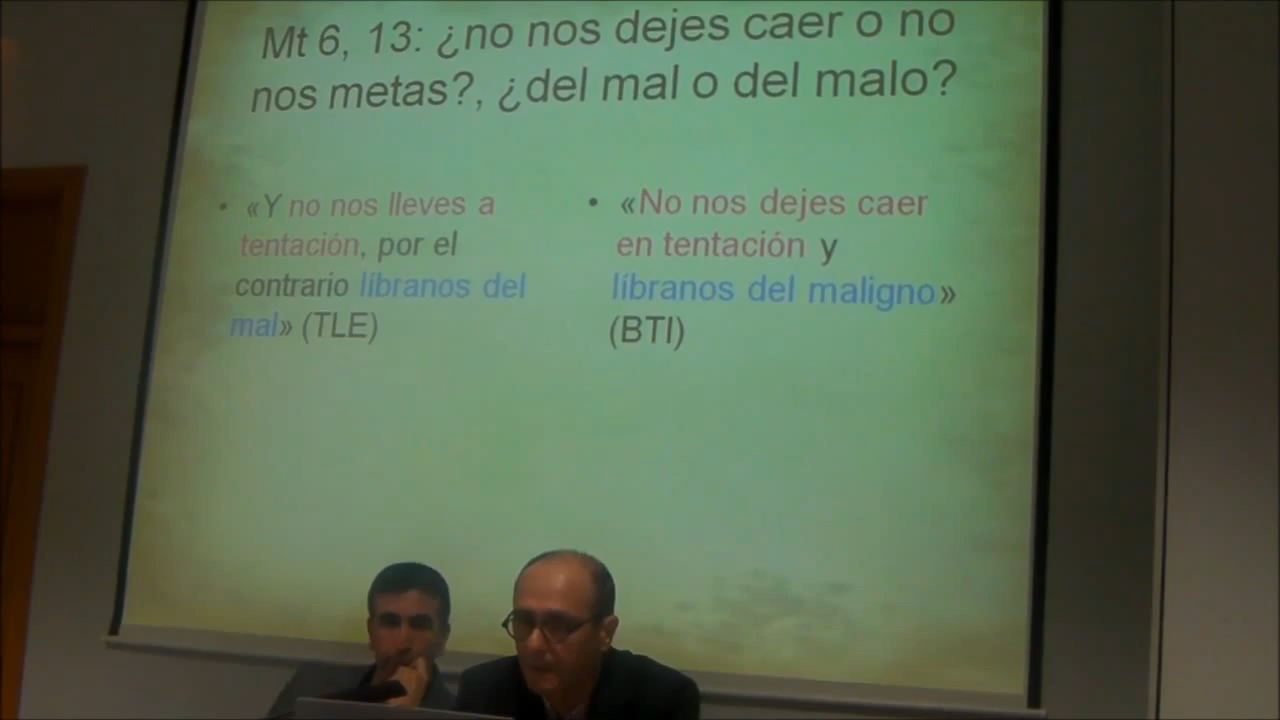 Mt 6, 13: ¿no nos dejes caer o no
nos metas?, ¿del mal o del malo?
• «Y no nos lleves a
tentación, por el
contrario líbranos del
mal» (TLE)
• «No nos dejes caer
en tentación y
líbranos del maligno»
(BTI)